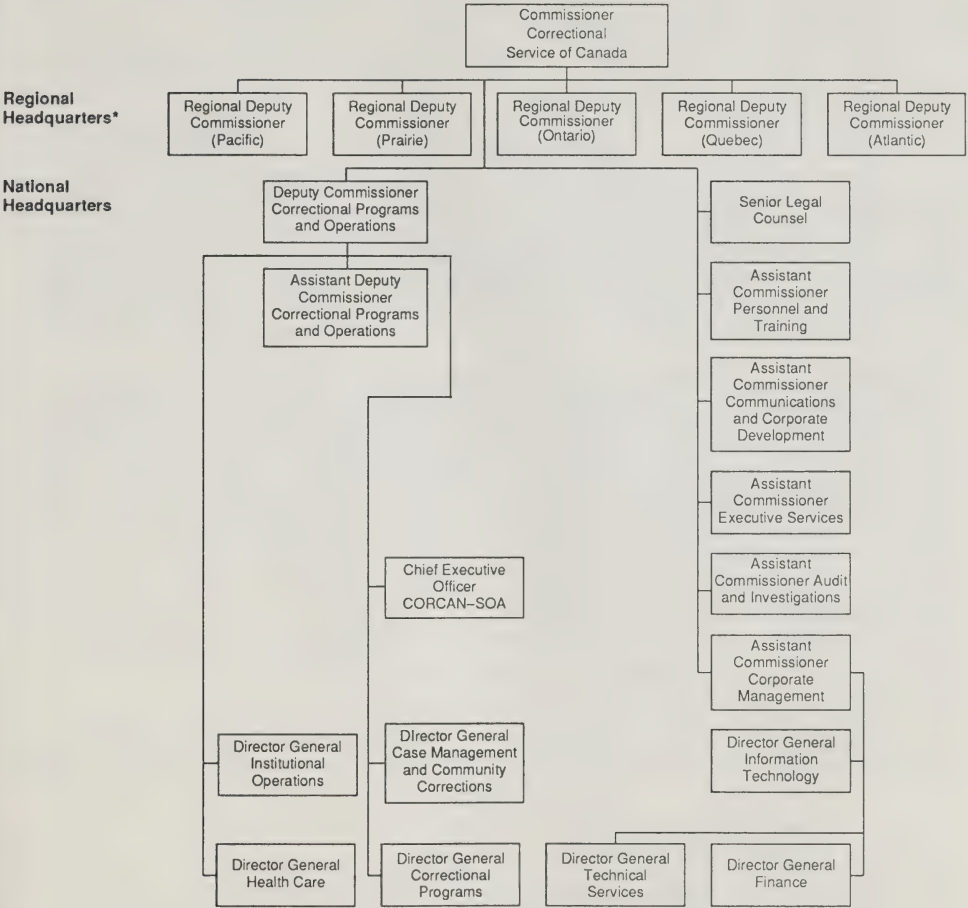 Commissioner
Correctional
Service of Canada
Regional
Headquarters*
Regional Deputy
Commissioner
(Pacific)
Regional Deputy
Commissioner
(Prairie)
Regional Deputy
Commissioner
(Ontario)
Regional Deputy
Commissioner
(Quebec)
Regional Deputy
Commissioner
(Atlantic)
National
Headquarters
Deputy Commissioner
Correctional Programs
and Operations
Senior Legal
Counsel
Assistant Deputy
Commissioner
Correctional Programs
and Operations
Assistant
Commissioner
Personnel and
Training
Assistant
Commissioner
Communications
and Corporate
Development
Assistant
Commissioner
Executive Services
Chief Executive
Officer
CORCAN–SOA
Assistant
Commissioner Audit
and Investigations
Assistant
Commissioner
Corporate
Management
Director General
Institutional
Operations
DIrector General
Case Management
and Community
Corrections
Director General
Information
Technology
Director General
Health Care
Director General
Correctional
Programs
Director General
Technical
Services
Director General
Finance